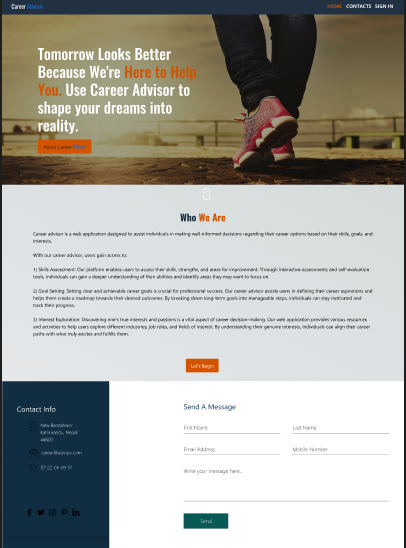 Career Advisor
HOME CONTACTS SIGN IN
Tomorrow Looks Better
Because We're Here to Help
You. Use Career Advisor to
shape your dreams into
reality.
About Career
Who We Are
Career advisor is a web application designed to assist individuals in making well-informed decisions regarding their career options based on their skills, goals, and
interests.
With our career advisor, users gain access to:
1) Skills Assessment: Our platform enables users to assess their skills, strengths, and areas for improvement. Through interactive assessments and self-evaluation
tools, individuals can gain a deeper understanding of their abilities and identify areas they may want to focus on.
2) Goal Setting: Setting clear and achievable career goals is crucial for professional success. Our career advisor assists users in defining their career aspirations and
helps them create a roadmap towards their desired outcomes. By breaking down long-term goals into manageable steps, individuals can stay motivated and
track their progress.
3) Interest Exploration: Discovering one's true interests and passions is a vital aspect of career decision-making. Our web application provides various resources
and activities to help users explore different industries, job roles, and fields of interest. By understanding their genuine interests, individuals can align their career
paths with what truly excites and fulfills them.
Let's Begin
Contact Info
New Baneshwor
Kathmandu, Nepal
44600
Send A Message
First Name
Last Name
Email Address
Mobile Number
Write your message here...
Send